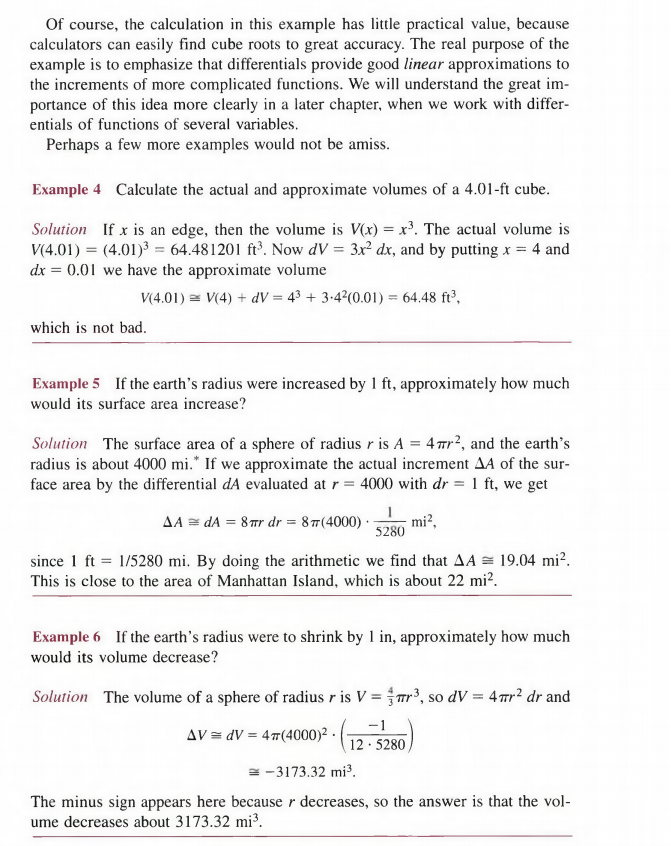 Of course, the calculation in this example has little practical value, because
calculators can easily find cube roots to great accuracy. The real purpose of the
example is to emphasize that differentials provide good linear approximations to
the increments of more complicated functions. We will understand the great im-
portance of this idea more clearly in a later chapter, when we work with differ-
entials of functions of several variables.
Perhaps a few more examples would not be amiss.
Example 4 Calculate the actual and approximate volumes of a 4.01-ft cube.
Solution If x is an edge, then the volume is V(x) = x³. The actual volume is
V(4.01) = (4.01)³ = 64.481201 ft³. Now dV = 3x² dx, and by putting x = 4 and
dx = 0.01 we have the approximate volume
V(4.01) ≅ V(4) + dV = 4³ + 3·4²(0.01) = 64.48 ft³,
which is not bad.
Example 5 If the earth's radius were increased by 1 ft, approximately how much
would its surface area increase?
Solution The surface area of a sphere of radius r is A = 4πr², and the earth's
radius is about 4000 mi.* If we approximate the actual increment ΔA of the sur-
face area by the differential dA evaluated at r = 4000 with dr = 1 ft, we get
ΔA ≅ dA = 8πr dr = 8π(4000) · 1/5280 mi²,
since 1 ft = 1/5280 mi. By doing the arithmetic we find that ΔA ≅ 19.04 mi².
This is close to the area of Manhattan Island, which is about 22 mi².
Example 6 If the earth's radius were to shrink by 1 in, approximately how much
would its volume decrease?
Solution The volume of a sphere of radius r is V = 4/3 πr³, so dV = 4πr² dr and
ΔV ≅ dV = 4π(4000)² · (−1/(12 · 5280))
≅ −3173.32 mi³.
The minus sign appears here because r decreases, so the answer is that the vol-
ume decreases about 3173.32 mi³.